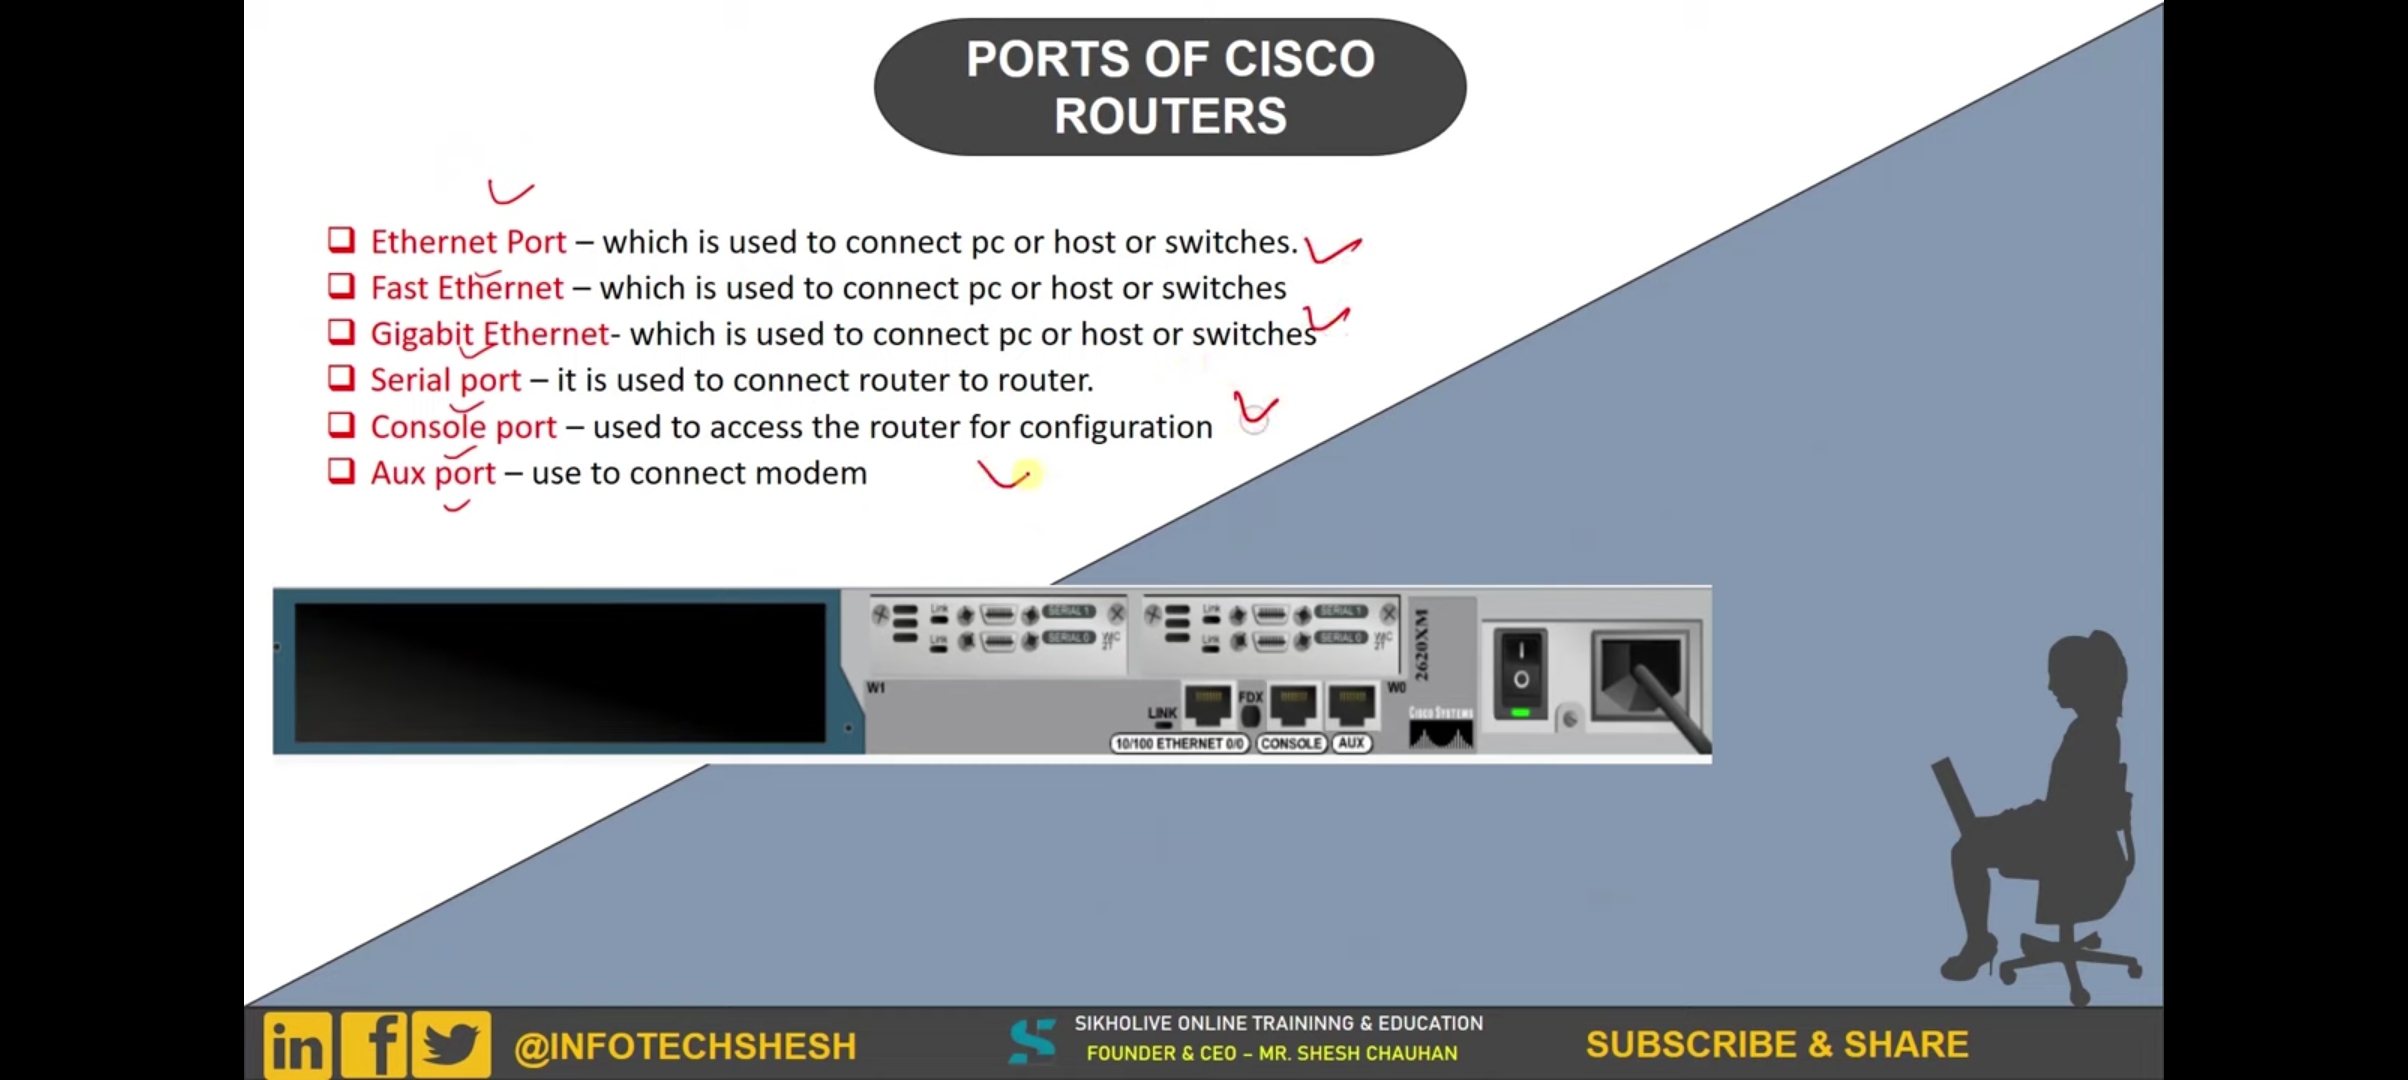 PORTS OF CISCO
ROUTERS
Ethernet Port – which is used to connect pc or host or switches.
Fast Ethernet – which is used to connect pc or host or switches
Gigabit Ethernet- which is used to connect pc or host or switches
Serial port – it is used to connect router to router.
Console port – used to access the router for configuration
Aux port – use to connect modem
Link SERIAL 1
Link SERIAL 0 WIC 2T
Link SERIAL 1
Link SERIAL 0 WIC 2T
2620XM
W1
W0
FDX
LINK
CISCO SYSTEMS
10/100 ETHERNET 0/0 CONSOLE AUX
in f @INFOTECHSHESH
SIKHOLIVE ONLINE TRAININNG & EDUCATION
FOUNDER & CEO – MR. SHESH CHAUHAN
SUBSCRIBE & SHARE